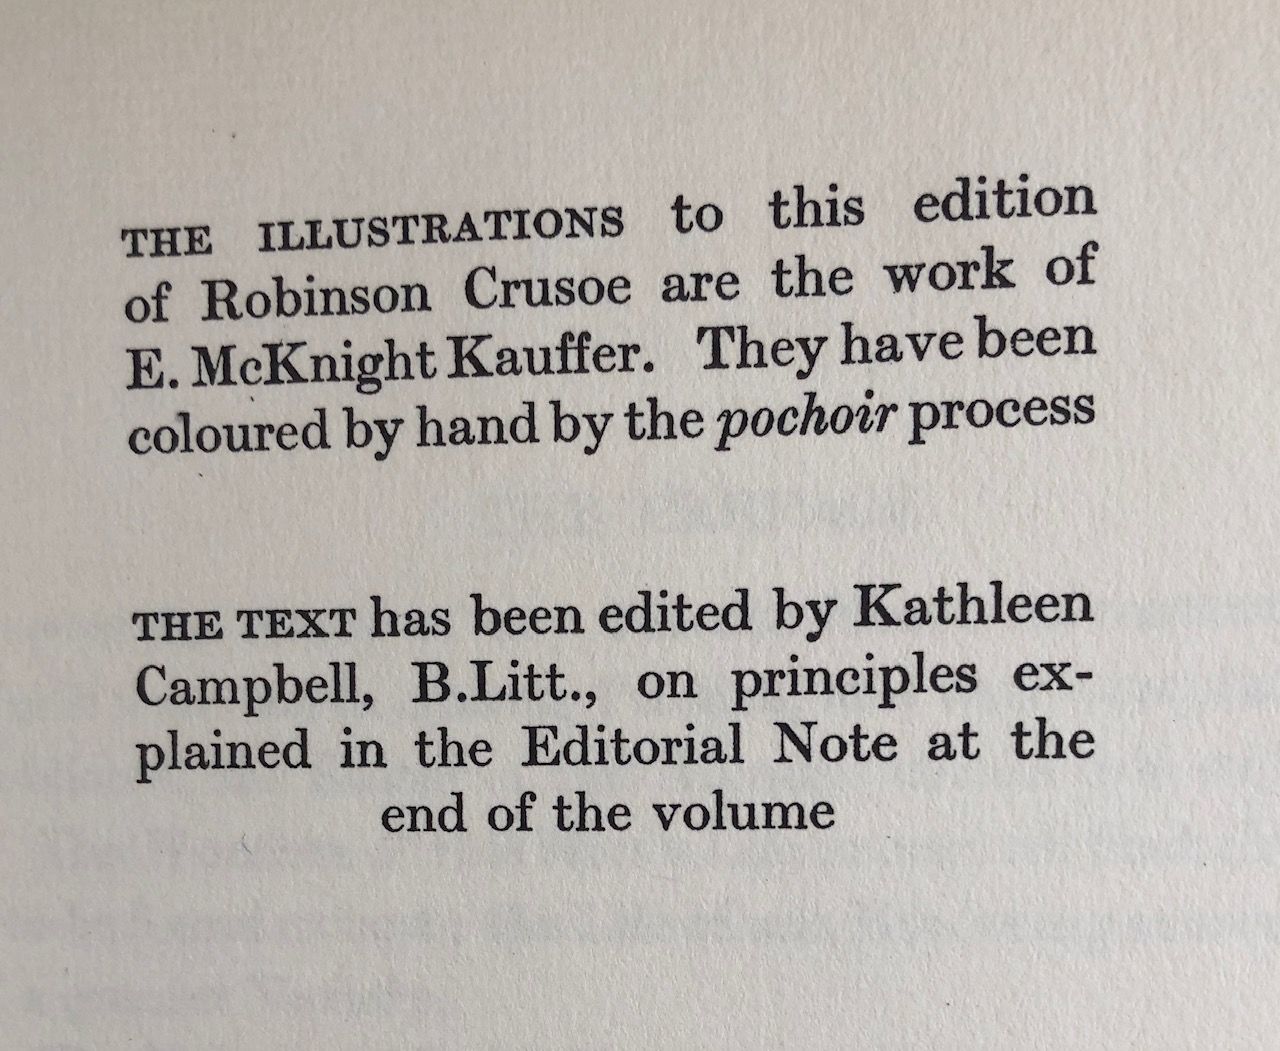 THE ILLUSTRATIONS to this edition
of Robinson Crusoe are the work of
E. McKnight Kauffer. They have been
coloured by hand by the pochoir process
THE TEXT has been edited by Kathleen
Campbell, B.Litt., on principles ex-
plained in the Editorial Note at the
end of the volume